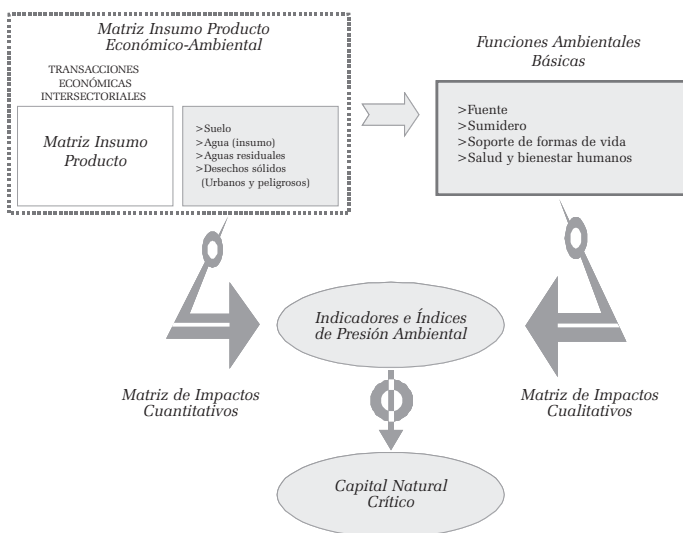 Matriz Insumo Producto
Económico-Ambiental
TRANSACCIONES
ECONÓMICAS
INTERSECTORIALES
Matriz Insumo
Producto
>Suelo
>Agua (insumo)
>Aguas residuales
>Desechos sólidos
(Urbanos y peligrosos)
Funciones Ambientales
Básicas
>Fuente
>Sumidero
>Soporte de formas de vida
>Salud y bienestar humanos
Indicadores e Índices
de Presión Ambiental
Matriz de Impactos
Cuantitativos
Matriz de Impactos
Cualitativos
Capital Natural
Crítico